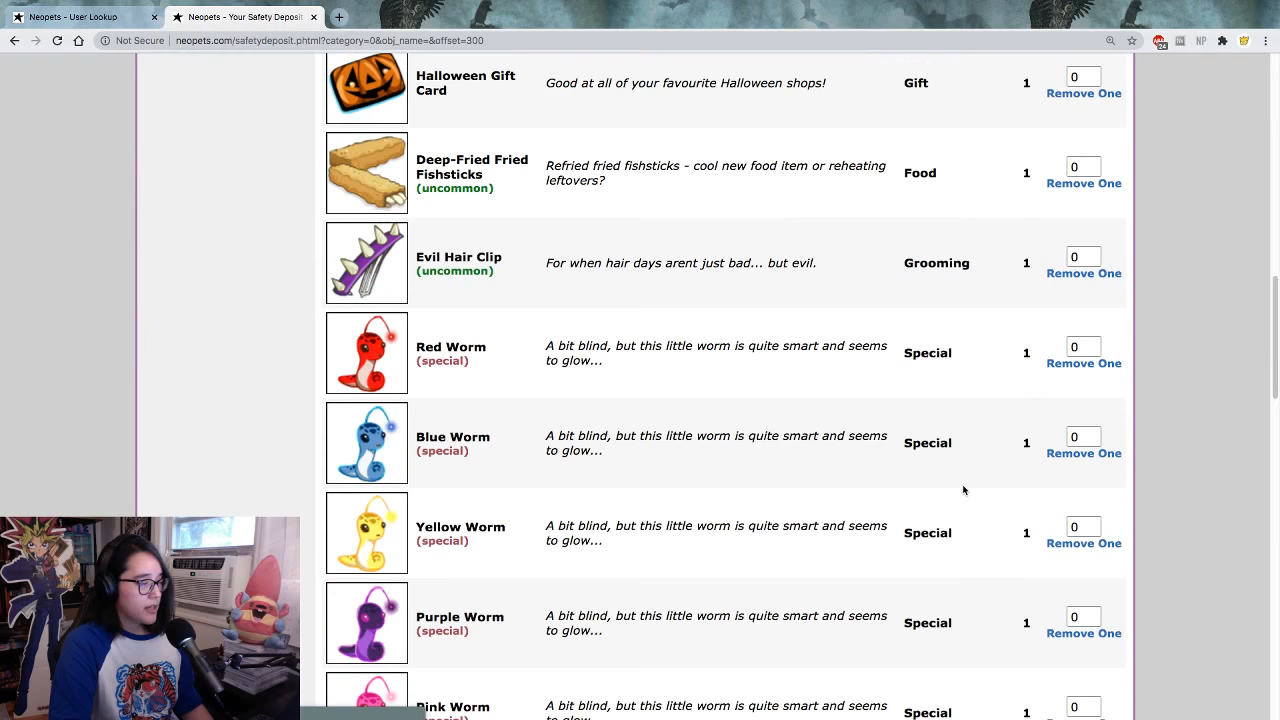 Neopets - User Lookup
Neopets - Your Safety Deposit
Not Secure
neopets.com/safetydeposit.phtml?category=0&obj_name=&offset=300
24
NP
Halloween Gift Card
Good at all of your favourite Halloween shops!
Gift
1
0
Remove One
Deep-Fried Fried Fishsticks
(uncommon)
Refried fried fishsticks - cool new food item or reheating
leftovers?
Food
1
0
Remove One
Evil Hair Clip
(uncommon)
For when hair days arent just bad... but evil.
Grooming
1
0
Remove One
Red Worm
(special)
A bit blind, but this little worm is quite smart and seems
to glow...
Special
1
0
Remove One
Blue Worm
(special)
A bit blind, but this little worm is quite smart and seems
to glow...
Special
1
0
Remove One
Yellow Worm
(special)
A bit blind, but this little worm is quite smart and seems
to glow...
Special
1
0
Remove One
Purple Worm
(special)
A bit blind, but this little worm is quite smart and seems
to glow...
Special
1
0
Remove One
Pink Worm
A bit blind, but this little worm is quite smart and seems
to glow...
Special
1
0